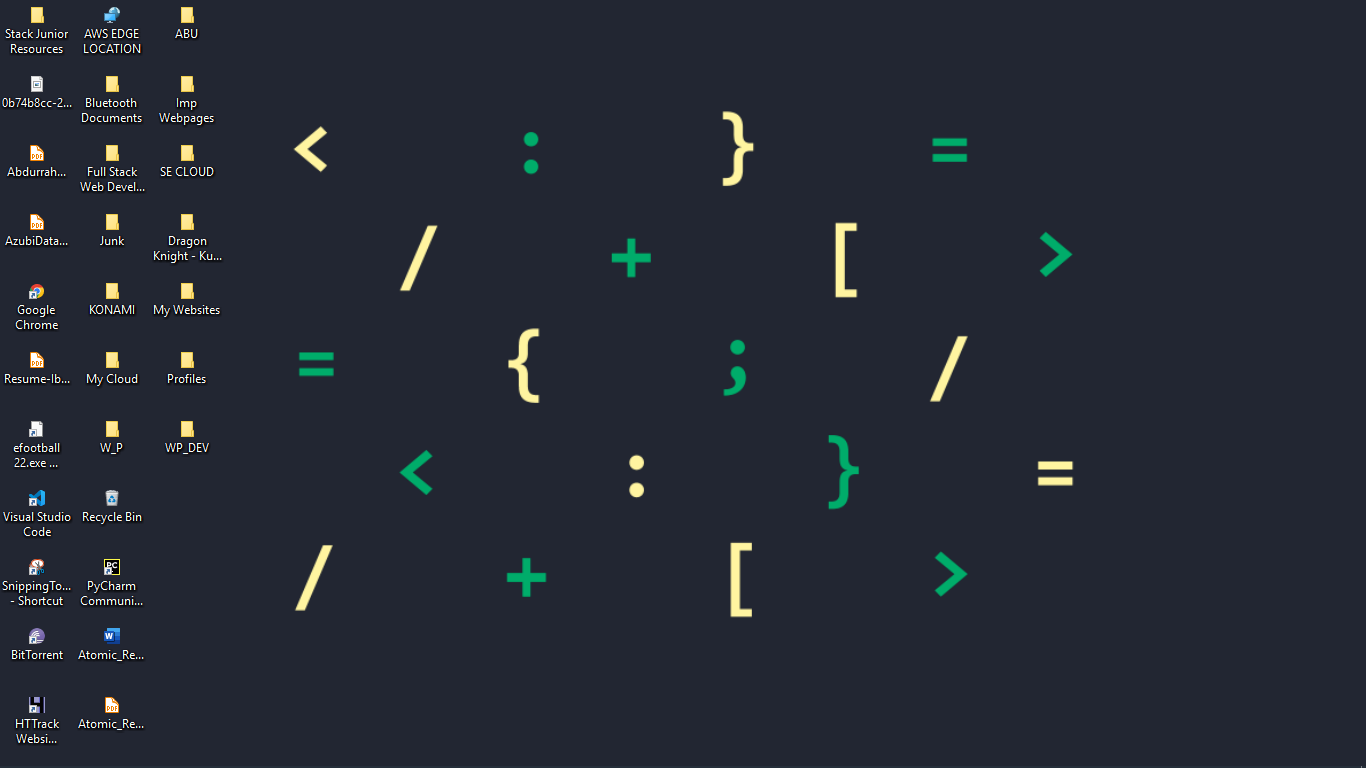 Stack Junior
Resources
0b74b8cc-2...
Abdurrah...
AzubiData...
Google
Chrome
Resume-Ib...
efootball
22.exe ...
Visual Studio
Code
SnippingTo...
- Shortcut
BitTorrent
HTTrack
Websi...
AWS EDGE
LOCATION
Bluetooth
Documents
Full Stack
Web Devel...
Junk
KONAMI
My Cloud
W_P
Recycle Bin
PyCharm
Communi...
Atomic_Re...
Atomic_Re...
ABU
Imp
Webpages
SE CLOUD
Dragon
Knight - Ku...
My Websites
Profiles
WP_DEV
< : } =
/ + [ >
= { ; /
< : } =
/ + [ >